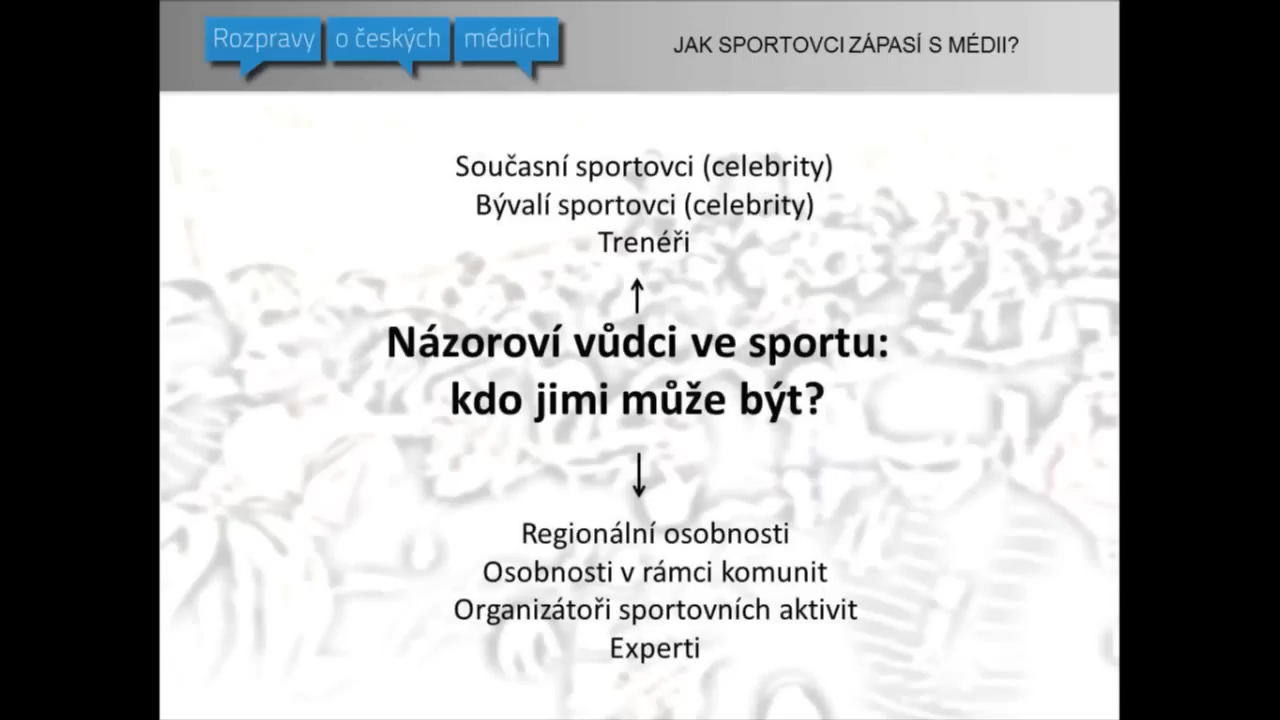 Rozpravy o českých médiích
JAK SPORTOVCI ZÁPASÍ S MÉDII?
Současní sportovci (celebrity)
Bývalí sportovci (celebrity)
Trenéři
Názoroví vůdci ve sportu:
kdo jimi může být?
Regionální osobnosti
Osobnosti v rámci komunit
Organizátoři sportovních aktivit
Experti